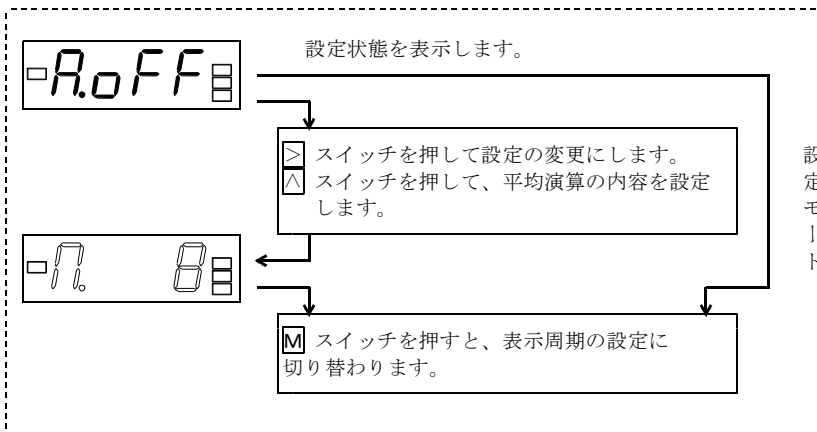 設定状態を表示します。
A.oFF
> スイッチを押して設定の変更にします。
∧ スイッチを押して、平均演算の内容を設定
します。
設定モード
n. 8
M スイッチを押すと、表示周期の設定に
切り替わります。